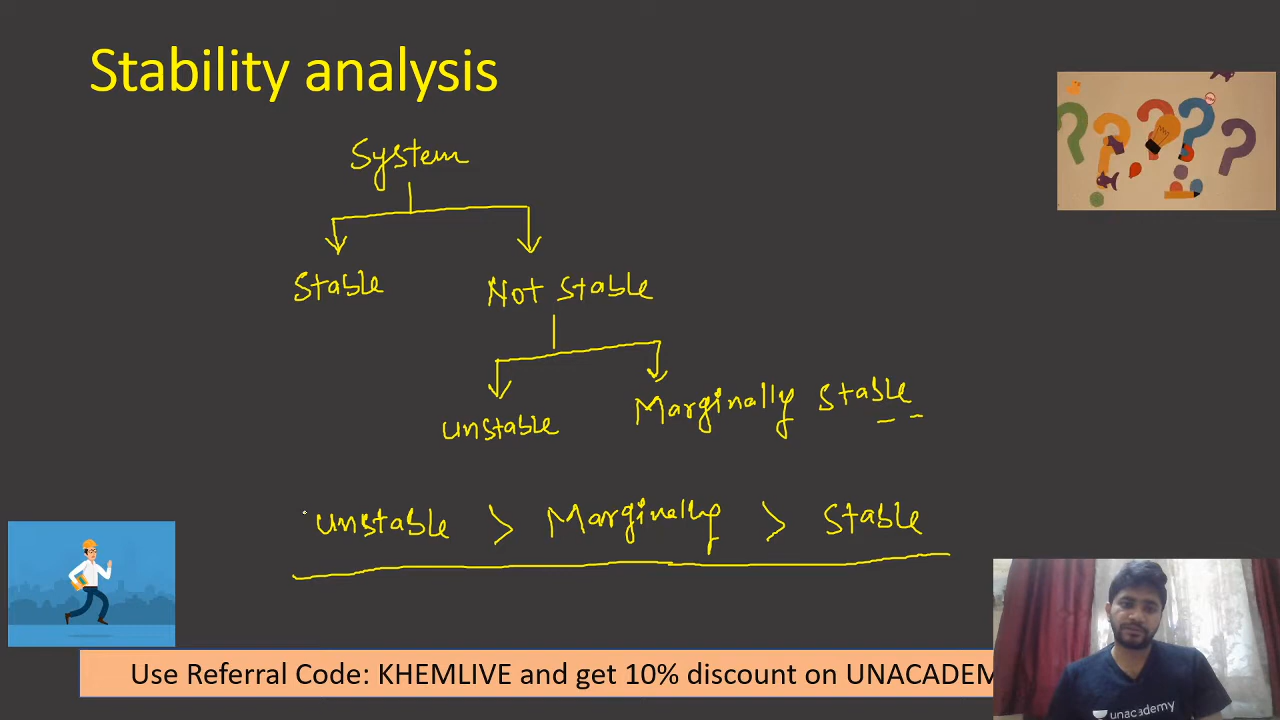 Stability analysis
System
Stable
Not stable
unstable
Marginally stable
unstable > Marginally > stable
Use Referral Code: KHEMLIVE and get 10% discount on UNACADEM
unacademy